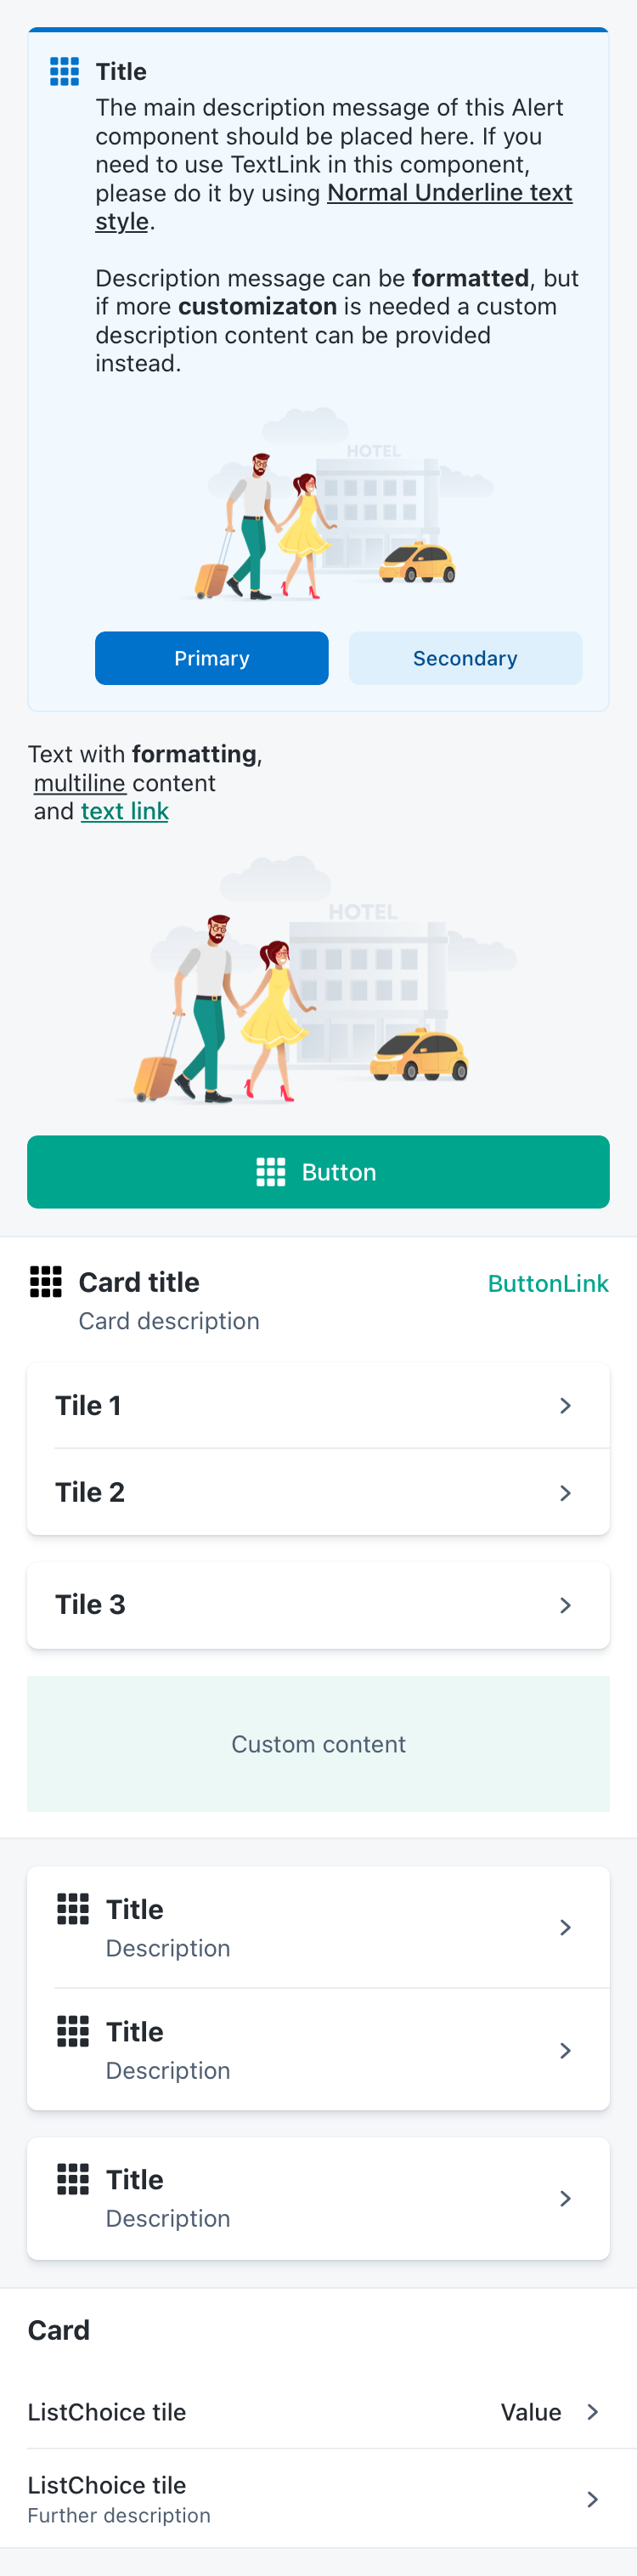 Title
The main description message of this Alert
component should be placed here. If you
need to use TextLink in this component,
please do it by using Normal Underline text
style.
Description message can be formatted, but
if more customizaton is needed a custom
description content can be provided
instead.
HOTEL
Primary Secondary
Text with formatting,
multiline content
and text link
HOTEL
Button
Card title ButtonLink
Card description
Tile 1
Tile 2
Tile 3
Custom content
Title
Description
Title
Description
Title
Description
Card
ListChoice tile Value
ListChoice tile
Further description